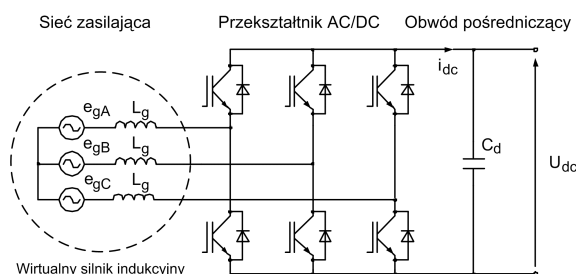 Sieć zasilająca
Przekształtnik AC/DC
Obwód pośredniczący
i_dc
e_gA
L_g
e_gB
L_g
e_gC
L_g
C_d
U_dc
Wirtualny silnik indukcyjny